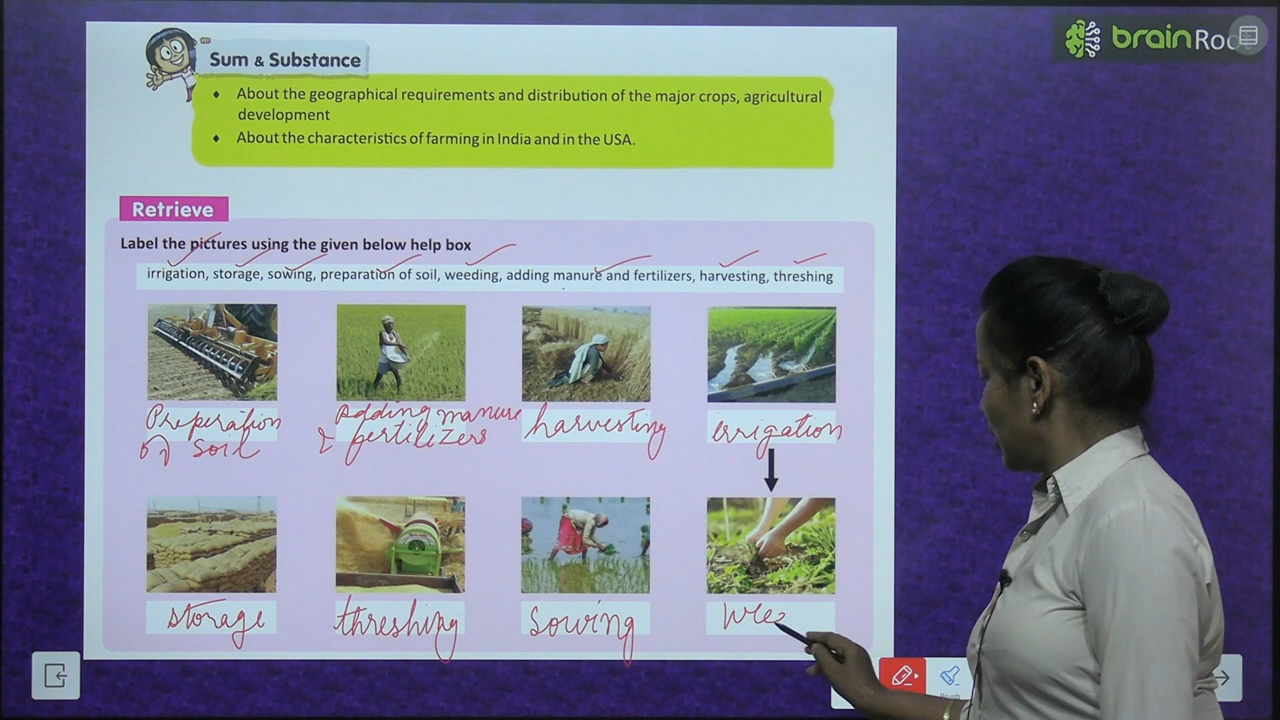 brainRoc
Sum & Substance
♦ About the geographical requirements and distribution of the major crops, agricultural
development
♦ About the characteristics of farming in India and in the USA.
Retrieve
Label the pictures using the given below help box
irrigation, storage, sowing, preparation of soil, weeding, adding manure and fertilizers, harvesting, threshing
Preperation
of Soil
Adding manure
& fertilizers
harvesting
irrigation
storage
threshing
Sowing
Wee
Brush